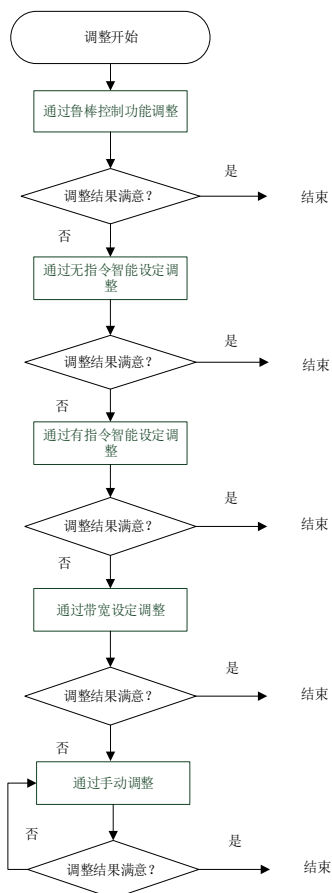 调整开始
通过鲁棒控制功能调整
调整结果满意？
是
结束
否
通过无指令智能设定调
整
调整结果满意？
是
结束
否
通过有指令智能设定调
整
调整结果满意？
是
结束
否
通过带宽设定调整
调整结果满意？
是
结束
否
通过手动调整
否
调整结果满意？
是
结束